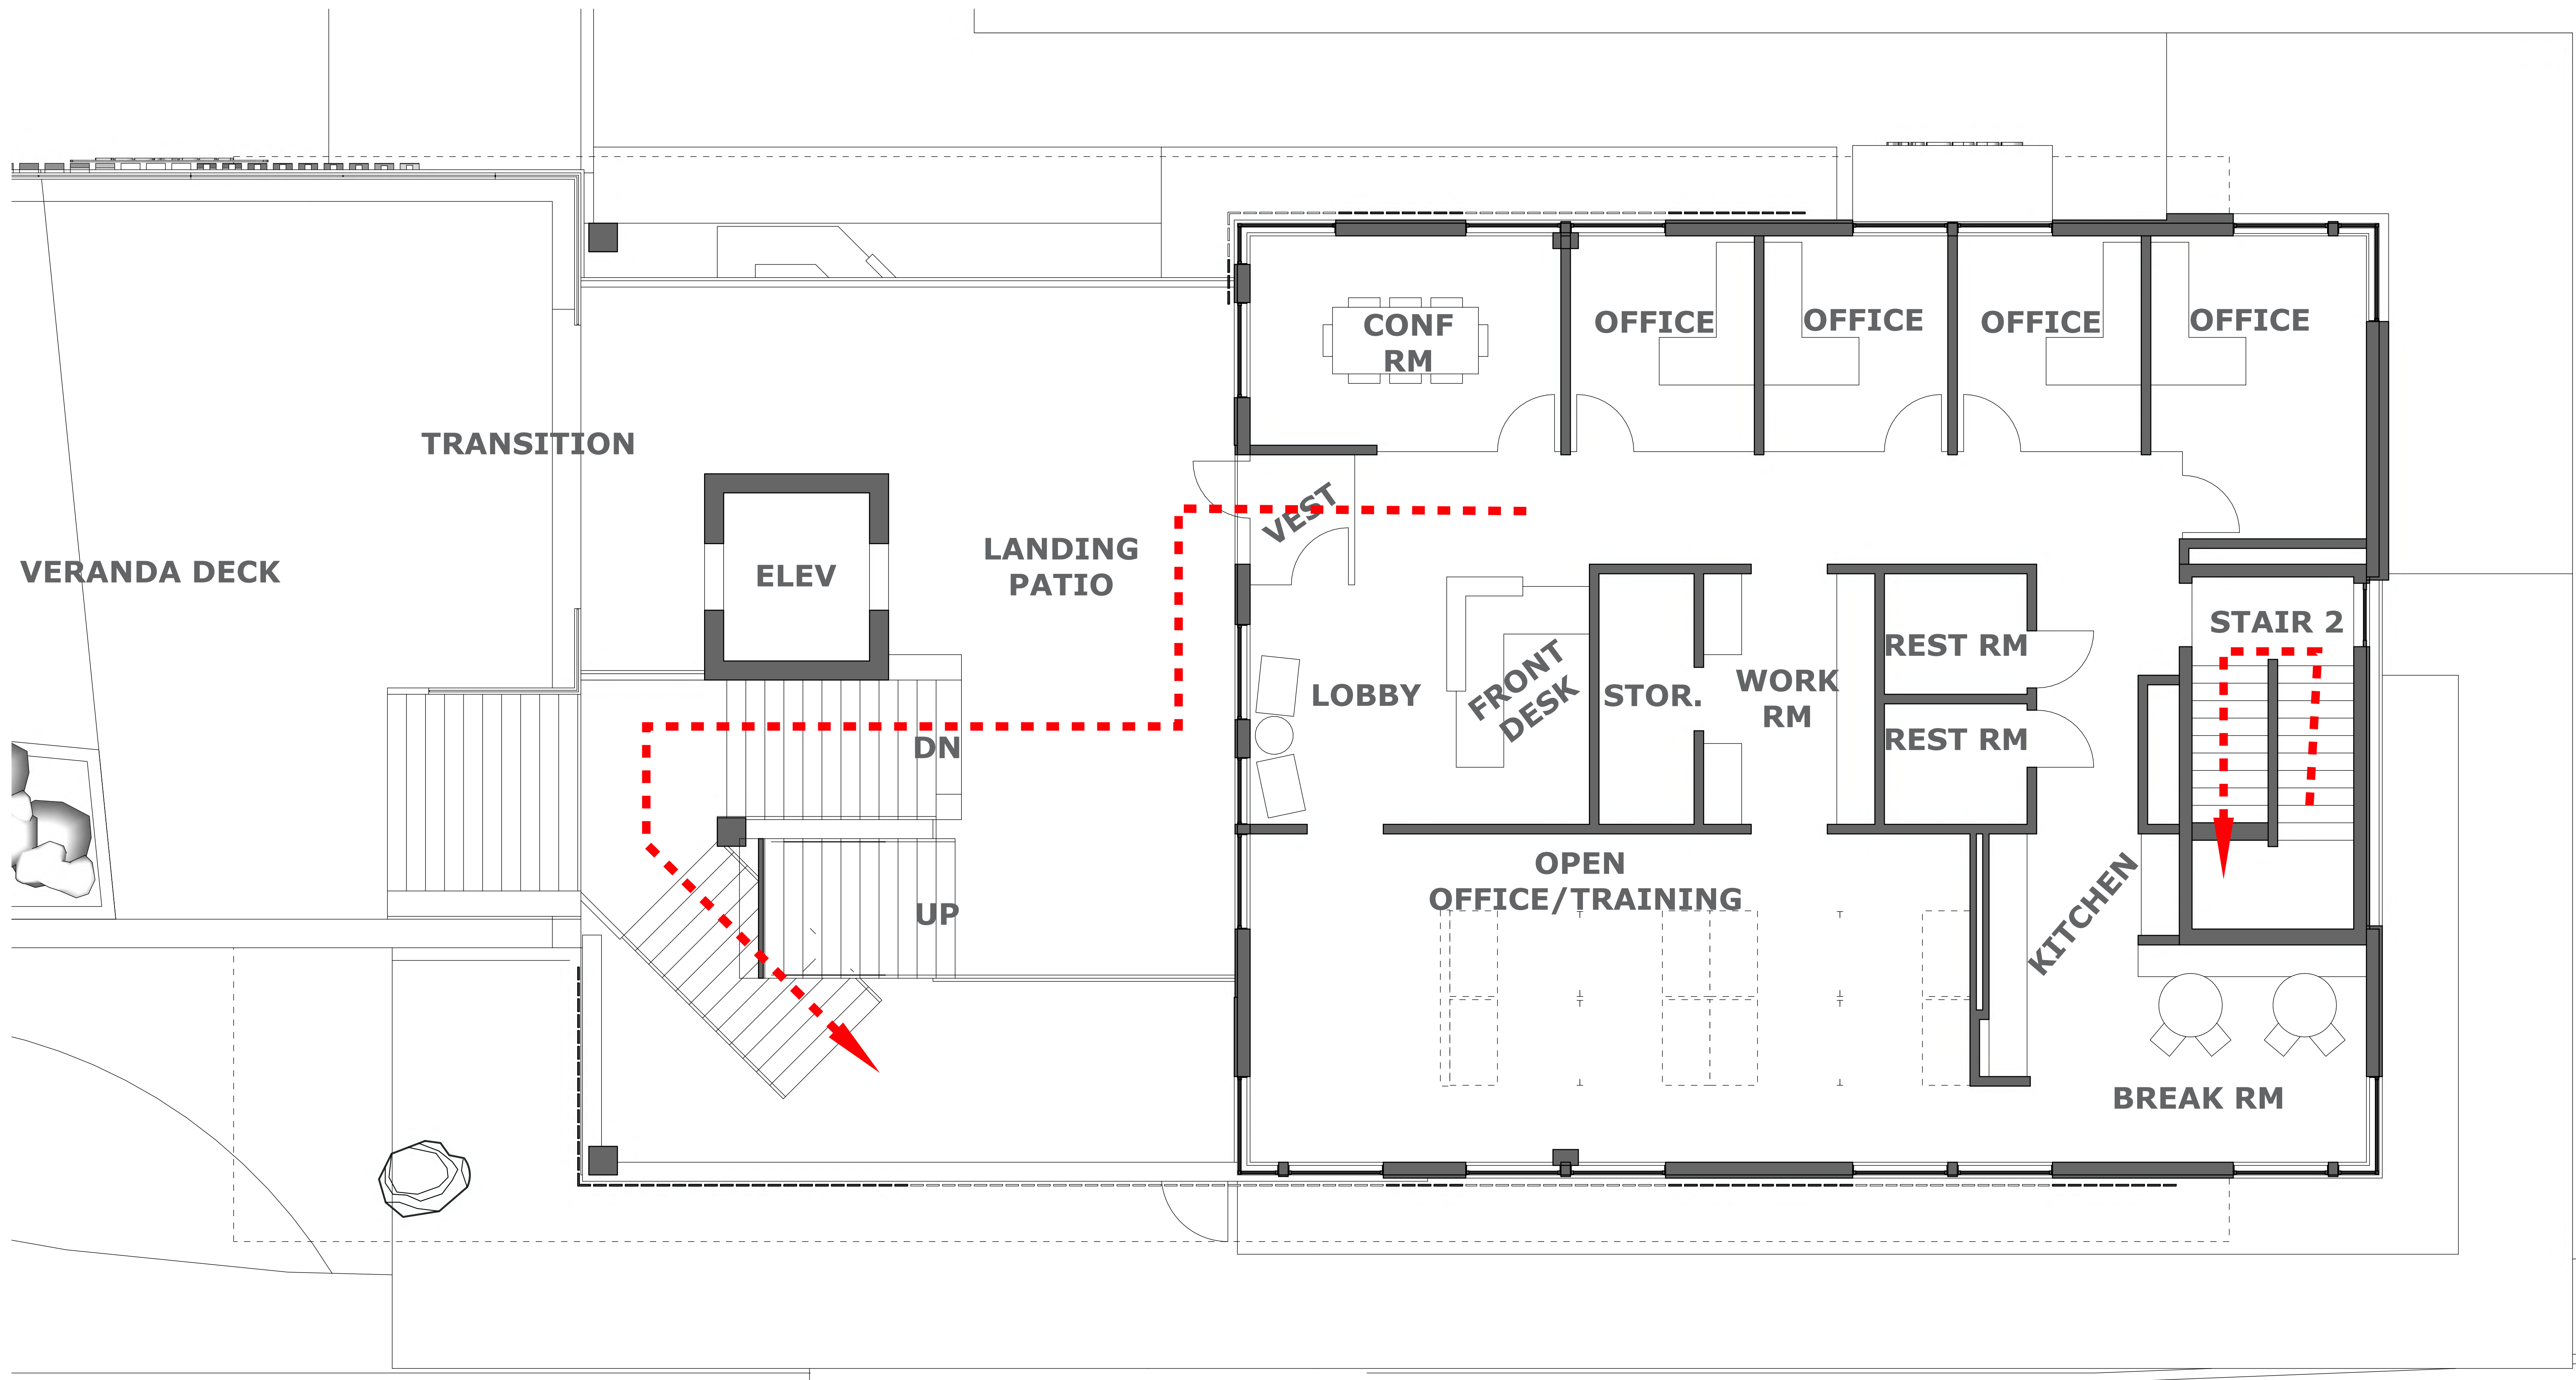 CONF
RM
OFFICE
OFFICE
OFFICE
OFFICE
TRANSITION
VEST
LANDING
PATIO
VERANDA DECK
ELEV
STAIR 2
REST RM
LOBBY
FRONT
DESK
STOR.
WORK
RM
REST RM
DN
OPEN
OFFICE/TRAINING
UP
KITCHEN
BREAK RM